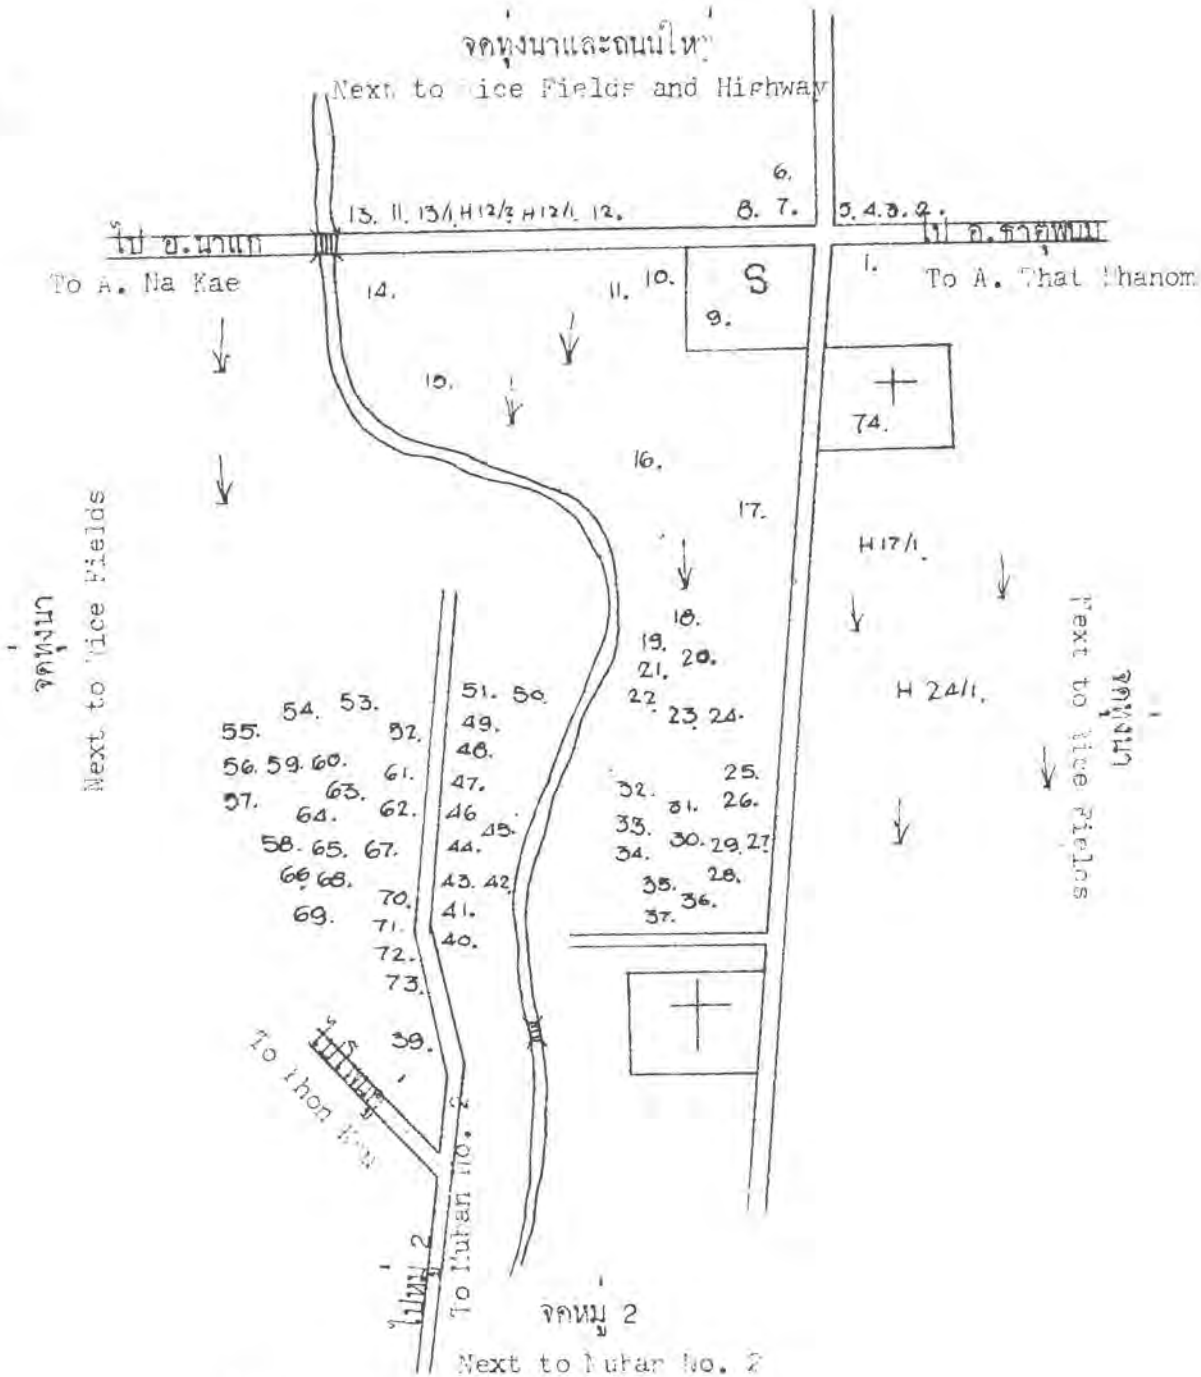 จดทุ่งนาและถนนใหญ่
Next to ice Fields and Highway
6.
13. 11. 13/1 H 12/2 H 12/1. 12. 8. 7. 5. 4. 3. 2.
ไป อ.นาแก
ไป อ.ธาตุพนม
To A. Na Kae
To A. That Phanom
1.
14. 11. 10. S
9.
15.
74.
16.
17.
H 17/1.
18.
19. 20.
21.
22. 23. 24.
H 24/1.
จดทุ่งนา
Next to ice Fields
จดทุ่งนา
Text to ice Fields
54. 53. 51. 50.
55. 52. 49.
48.
56. 59. 60. 61. 47.
57. 63. 62. 46
64. 45.
58. 65. 67. 44.
66 68. 43. 42.
70. 41.
69. 71. 40.
72.
73.
39.
25.
32. 31. 26.
33. 30. 29. 27
34. 28.
35. 36.
37.
To
To Muban No. 2
ไปหมู่ 2
จดหมู่ 2
Next to Muban No. 2